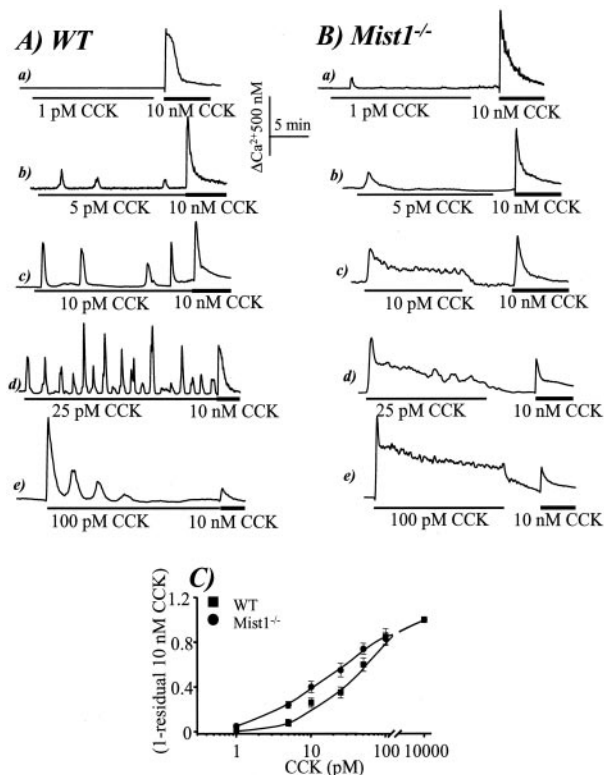 A) WT
a)
1 pM CCK
10 nM CCK
b)
5 pM CCK
10 nM CCK
c)
10 pM CCK
10 nM CCK
d)
25 pM CCK
10 nM CCK
e)
100 pM CCK
10 nM CCK
ΔCa²⁺500 nM
5 min
B) Mist1⁻/⁻
a)
1 pM CCK
10 nM CCK
b)
5 pM CCK
10 nM CCK
c)
10 pM CCK
10 nM CCK
d)
25 pM CCK
10 nM CCK
e)
100 pM CCK
10 nM CCK
C)
WT
Mist1⁻/⁻
(1-residual 10 nM CCK)
1.2
0.8
0.4
0
1 10 100 10000
CCK (pM)